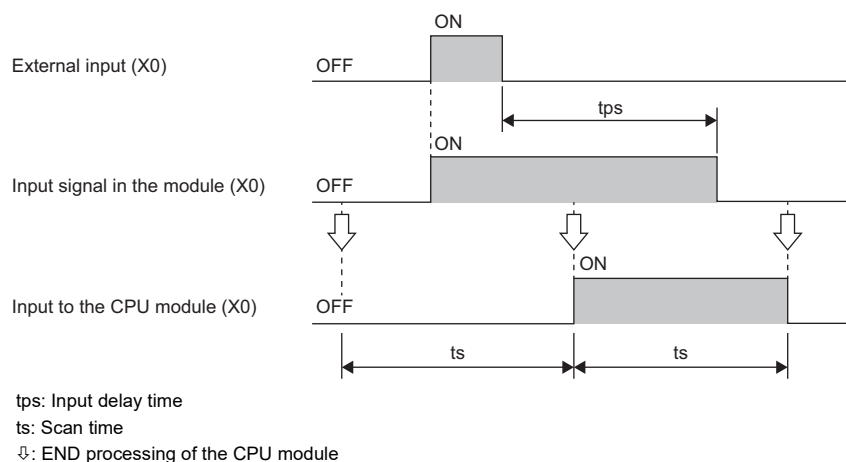 ON
External input (X0)
OFF
tps
ON
Input signal in the module (X0)
OFF
ON
Input to the CPU module (X0)
OFF
ts
ts
tps: Input delay time
ts: Scan time
⇩: END processing of the CPU module